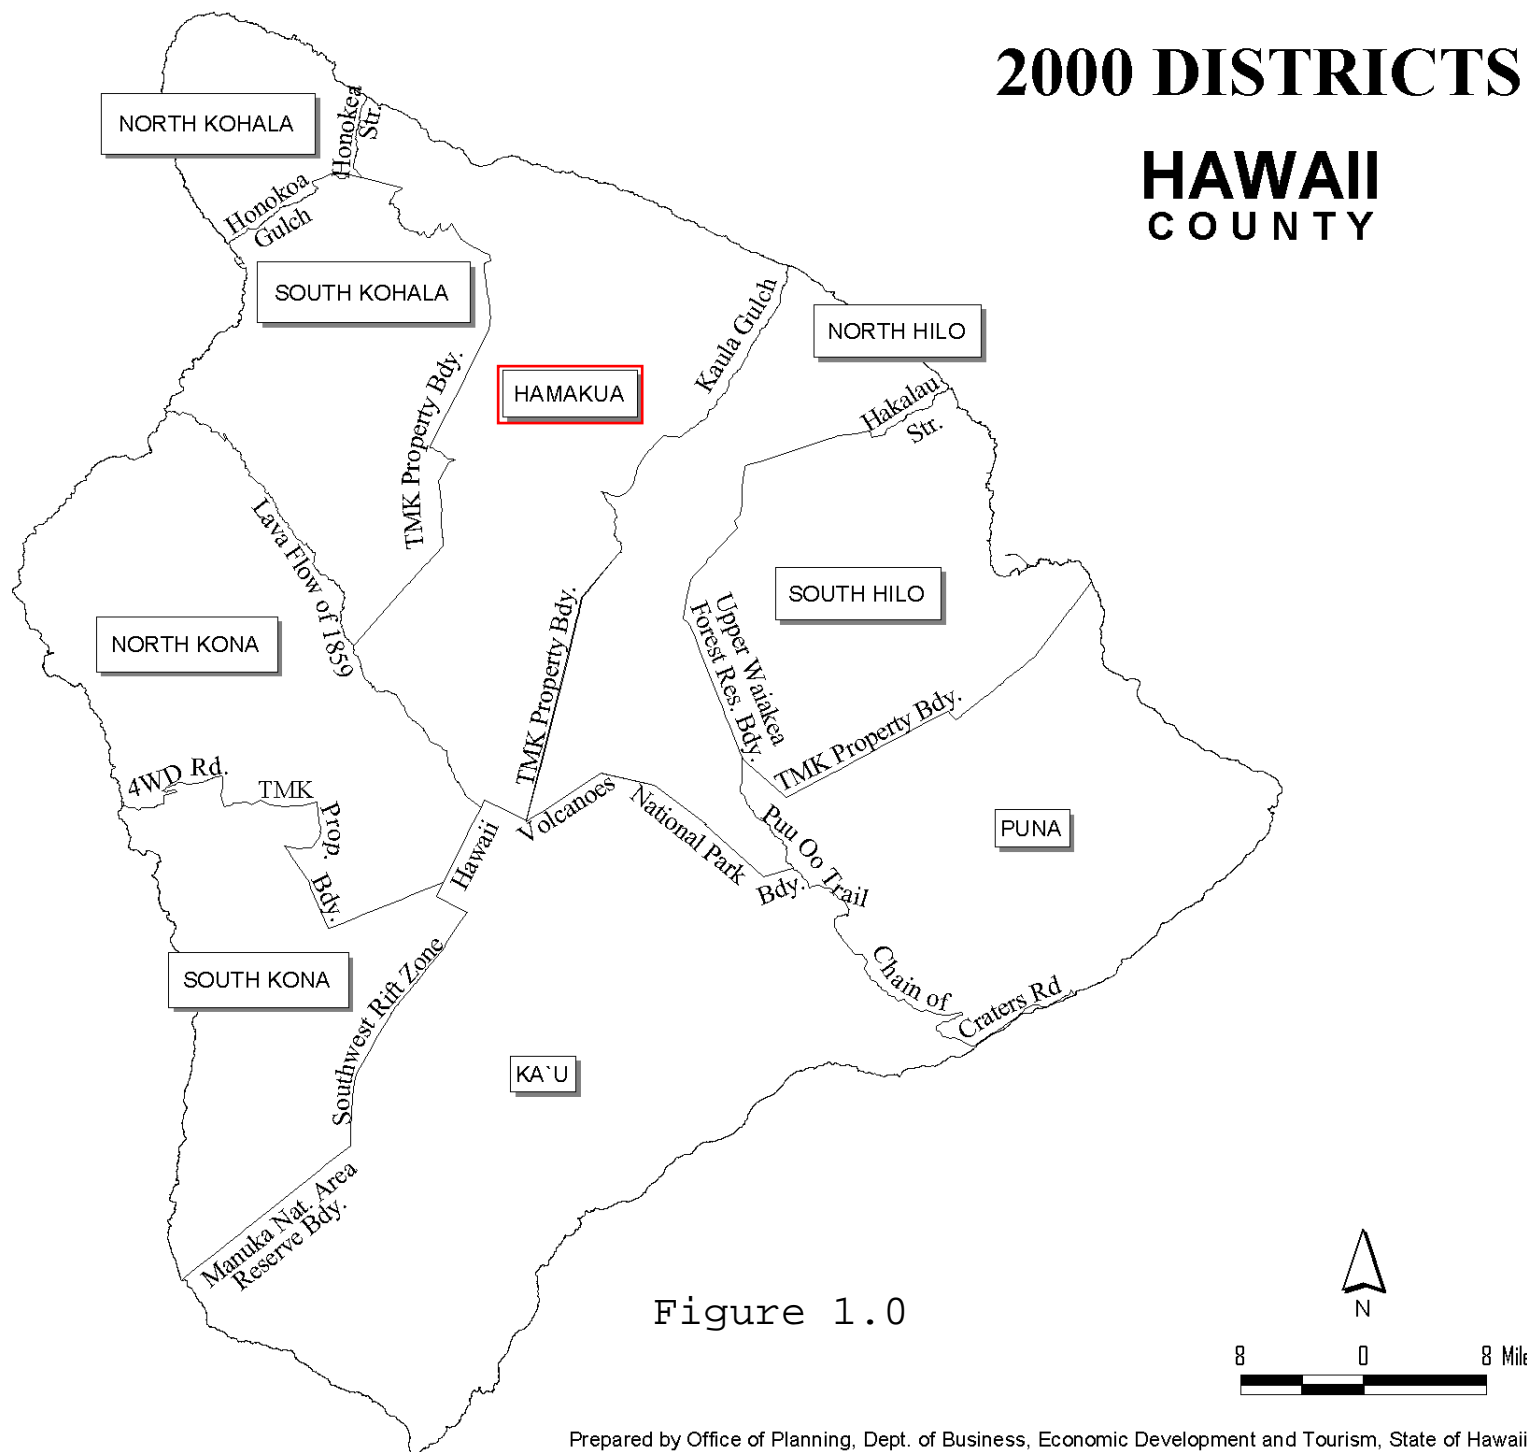 2000 DISTRICTS
HAWAII
COUNTY
NORTH KOHALA
Honokea
Str.
Honokoa
Gulch
SOUTH KOHALA
Kaula Gulch
NORTH HILO
TMK Property Bdy.
HAMAKUA
Hakalau
Str.
Lava Flow of 1859
SOUTH HILO
TMK Property Bdy.
Upper Waiakea
Forest Res. Bdy.
NORTH KONA
TMK Property Bdy.
4WD Rd.
TMK
Prop.
Bdy.
Hawaii
Volcanoes
National Park
Bdy.
Puu Oo Trail
PUNA
SOUTH KONA
Southwest Rift Zone
Chain of
Craters Rd
KA`U
Manuka Nat. Area
Reserve Bdy.
Figure 1.0
N
8 0 8 Mile
Prepared by Office of Planning, Dept. of Business, Economic Development and Tourism, State of Hawaii